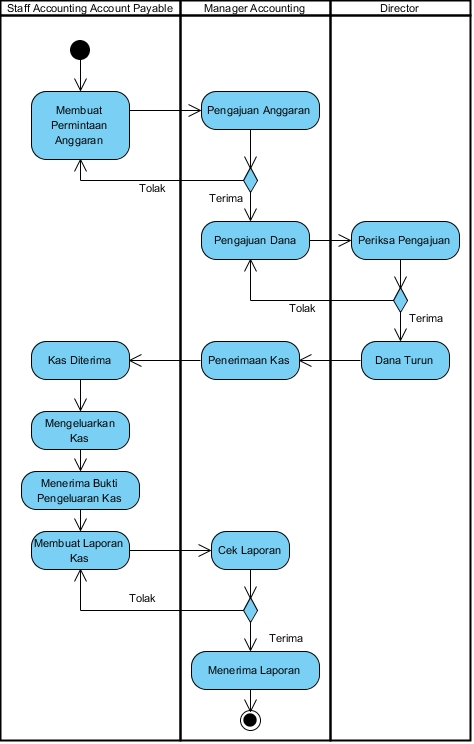 Staff Accounting Account Payable
Manager Accounting
Director
Membuat
Permintaan
Anggaran
Pengajuan Anggaran
Tolak
Terima
Pengajuan Dana
Periksa Pengajuan
Tolak
Terima
Kas Diterima
Penerimaan Kas
Dana Turun
Mengeluarkan
Kas
Menerima Bukti
Pengeluaran Kas
Membuat Laporan
Kas
Cek Laporan
Tolak
Terima
Menerima Laporan